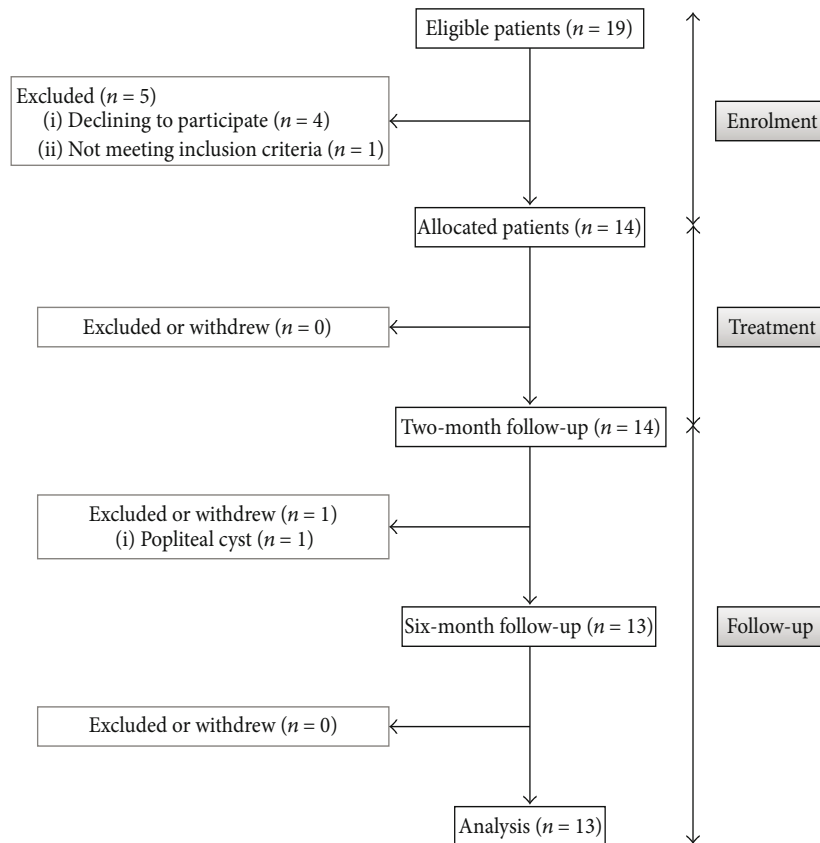 Eligible patients (n = 19)
Excluded (n = 5)
(i) Declining to participate (n = 4)
(ii) Not meeting inclusion criteria (n = 1)
Enrolment
Allocated patients (n = 14)
Excluded or withdrew (n = 0)
Treatment
Two-month follow-up (n = 14)
Excluded or withdrew (n = 1)
(i) Popliteal cyst (n = 1)
Six-month follow-up (n = 13)
Follow-up
Excluded or withdrew (n = 0)
Analysis (n = 13)